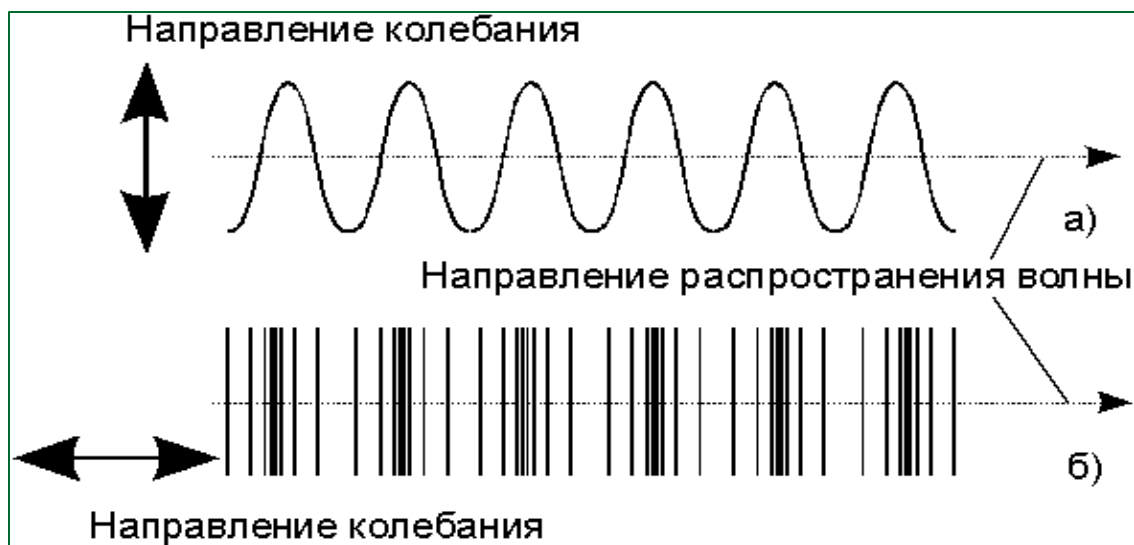 Направление колебания
а)
Направление распространения волны
б)
Направление колебания